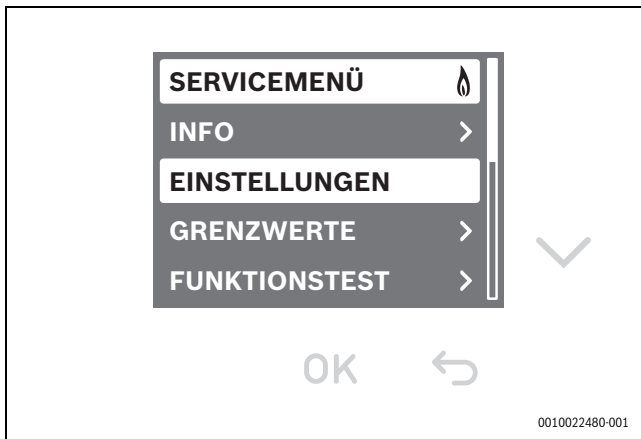 SERVICEMENÜ
INFO
EINSTELLUNGEN
GRENZWERTE
FUNKTIONSTEST
OK
0010022480-001